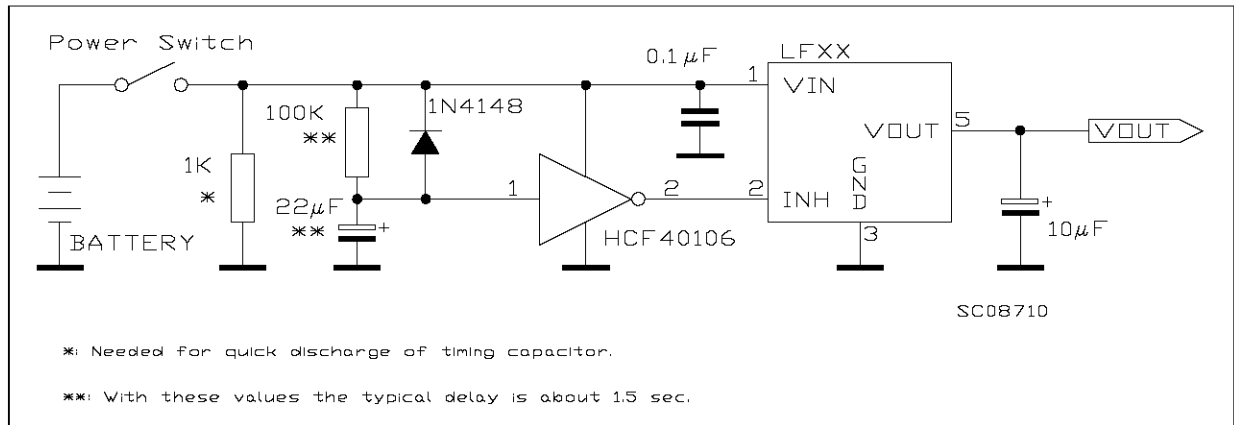 Power Switch
0.1μF
LFXX
1
VIN
100K
**
1N4148
VOUT
5
VOUT
1K
*
GND
1
2
2
INH
22μF
**
+
+
BATTERY
HCF40106
3
10μF
SC08710
*: Needed for quick discharge of timing capacitor.
**: With these values the typical delay is about 1.5 sec.